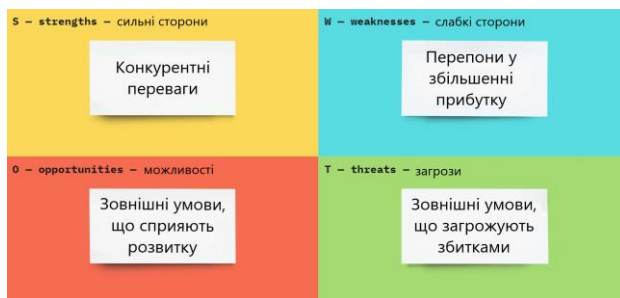 S – strengths – сильні сторони
Конкурентні
переваги
W – weaknesses – слабкі сторони
Перепони у
збільшенні
прибутку
O – opportunities – можливості
Зовнішні умови,
що сприяють
розвитку
T – threats – загрози
Зовнішні умови,
що загрожують
збитками